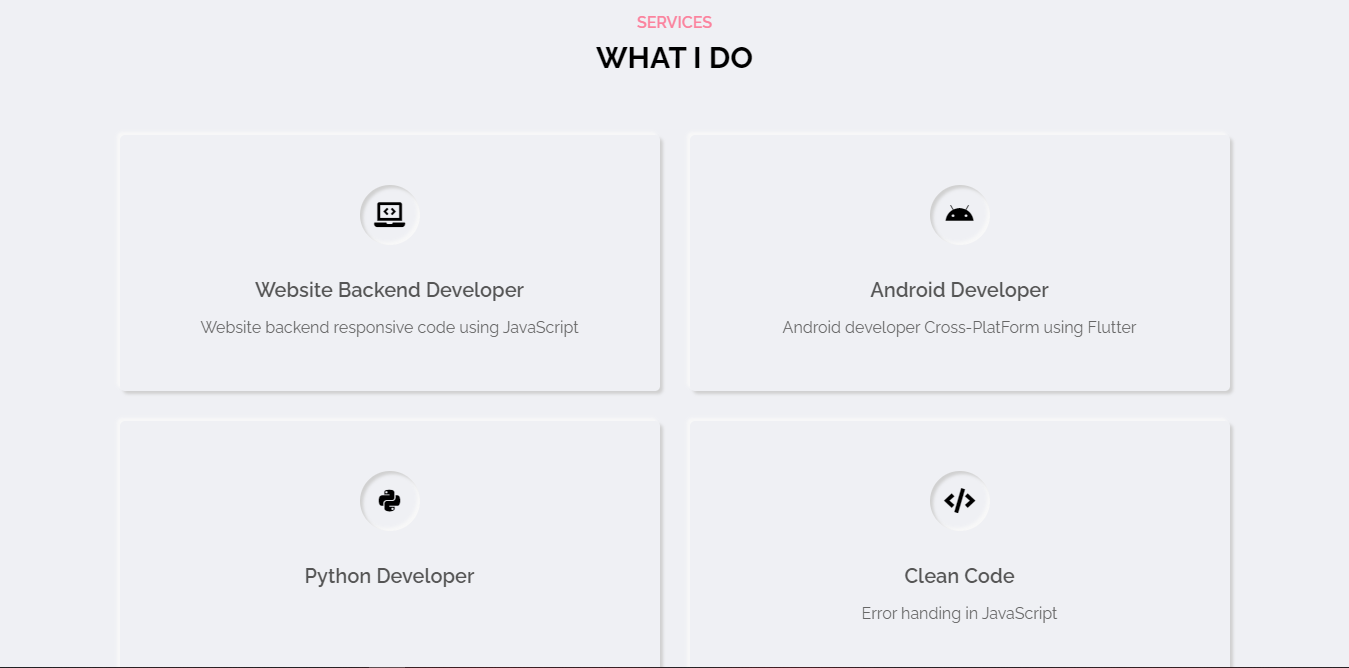 SERVICES
WHAT I DO
Website Backend Developer
Website backend responsive code using JavaScript
Android Developer
Android developer Cross-PlatForm using Flutter
Python Developer
Clean Code
Error handing in JavaScript